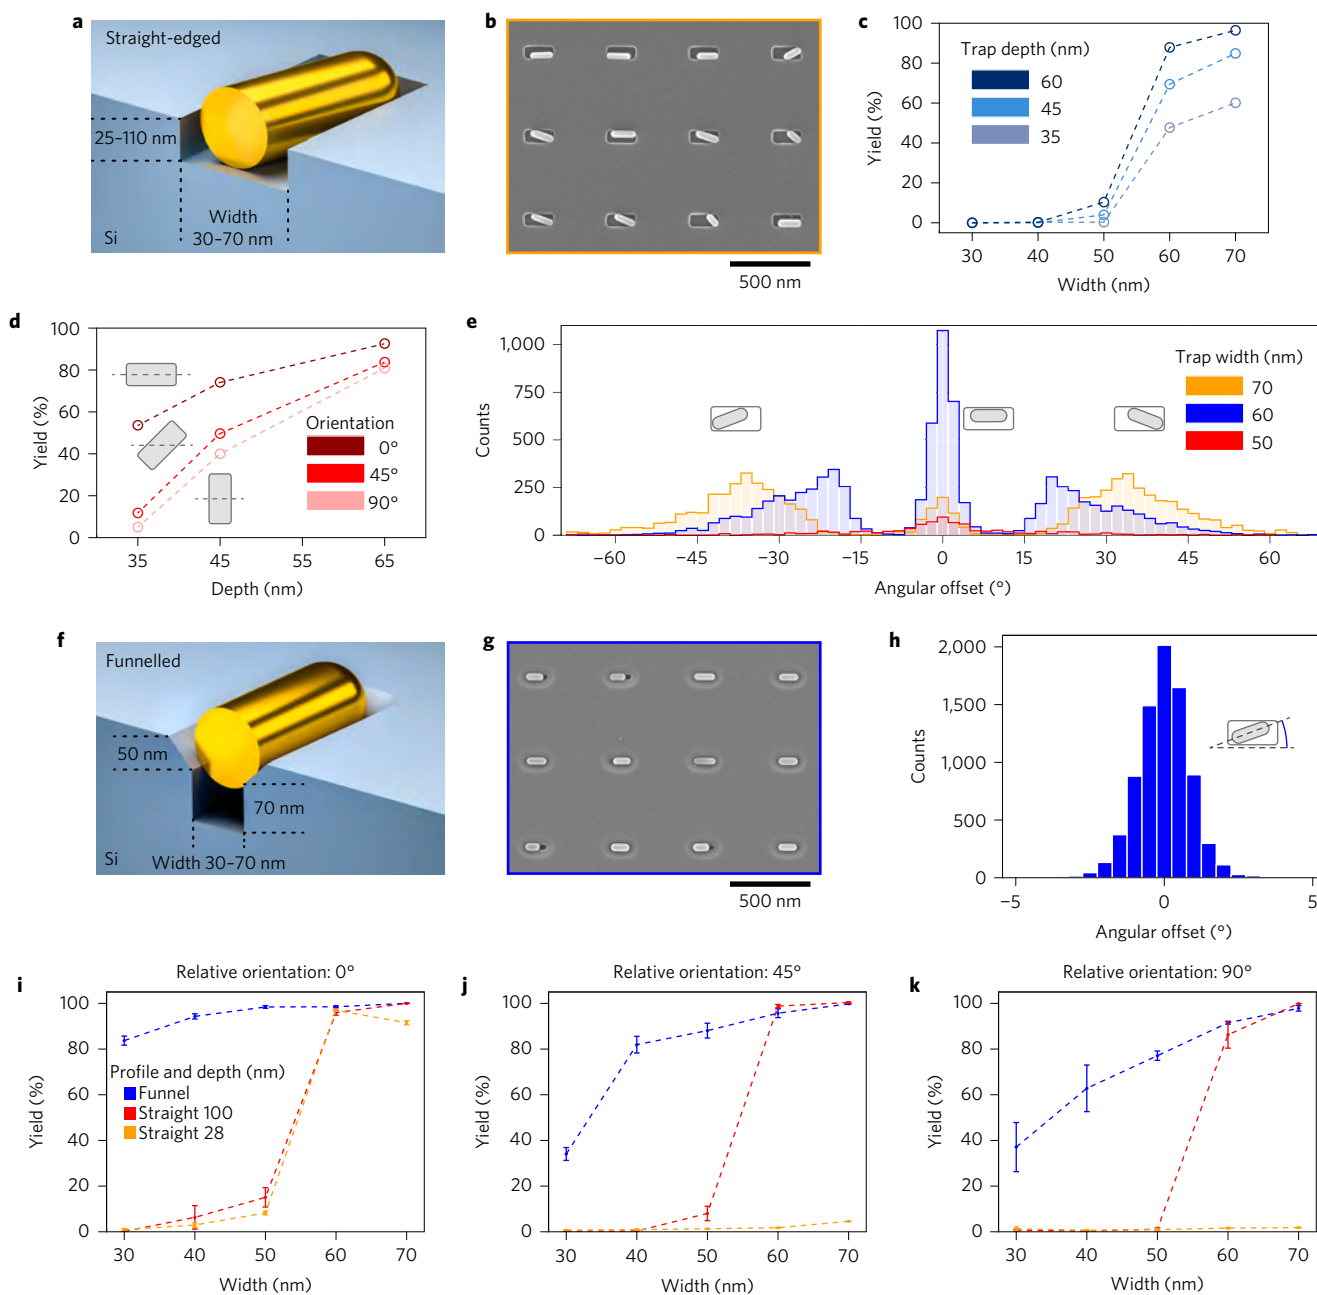 a
Straight-edged
25–110 nm
Width
30–70 nm
Si
b
500 nm
c
Trap depth (nm)
60
45
35
Yield (%)
100
80
60
40
20
0
30 40 50 60 70
Width (nm)
d
Yield (%)
100
80
60
40
20
0
Orientation
0°
45°
90°
35 45 55 65
Depth (nm)
e
Counts
1,000
750
500
250
0
Trap width (nm)
70
60
50
−60 −45 −30 −15 0 15 30 45 60
Angular offset (°)
f
Funnelled
50 nm
70 nm
Si
Width 30–70 nm
g
500 nm
h
Counts
2,000
1,500
1,000
500
0
−5 0 5
Angular offset (°)
i
Relative orientation: 0°
Yield (%)
100
80
60
40
20
0
Profile and depth (nm)
Funnel
Straight 100
Straight 28
30 40 50 60 70
Width (nm)
j
Relative orientation: 45°
Yield (%)
100
80
60
40
20
0
30 40 50 60 70
Width (nm)
k
Relative orientation: 90°
Yield (%)
100
80
60
40
20
0
30 40 50 60 70
Width (nm)